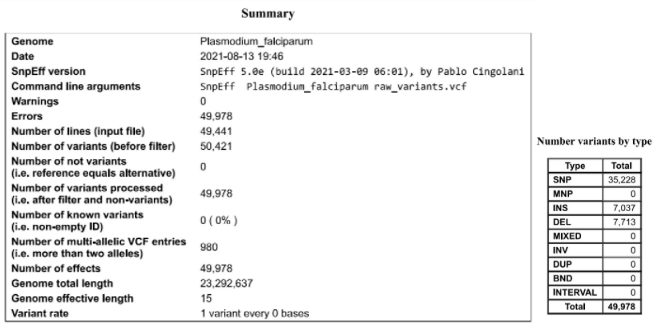 Summary
Genome Plasmodium_falciparum
Date 2021-08-13 19:46
SnpEff version SnpEff 5.0e (build 2021-03-09 06:01), by Pablo Cingolani
Command line arguments SnpEff Plasmodium_falciparum raw_variants.vcf
Warnings 0
Errors 49,978
Number of lines (input file) 49,441
Number of variants (before filter) 50,421
Number of not variants
(i.e. reference equals alternative) 0
Number of variants processed
(i.e. after filter and non-variants) 49,978
Number of known variants
(i.e. non-empty ID) 0 ( 0% )
Number of multi-allelic VCF entries
(i.e. more than two alleles) 980
Number of effects 49,978
Genome total length 23,292,637
Genome effective length 15
Variant rate 1 variant every 0 bases
Number variants by type
Type Total
SNP 35,228
MNP 0
INS 7,037
DEL 7,713
MIXED 0
INV 0
DUP 0
BND 0
INTERVAL 0
Total 49,978